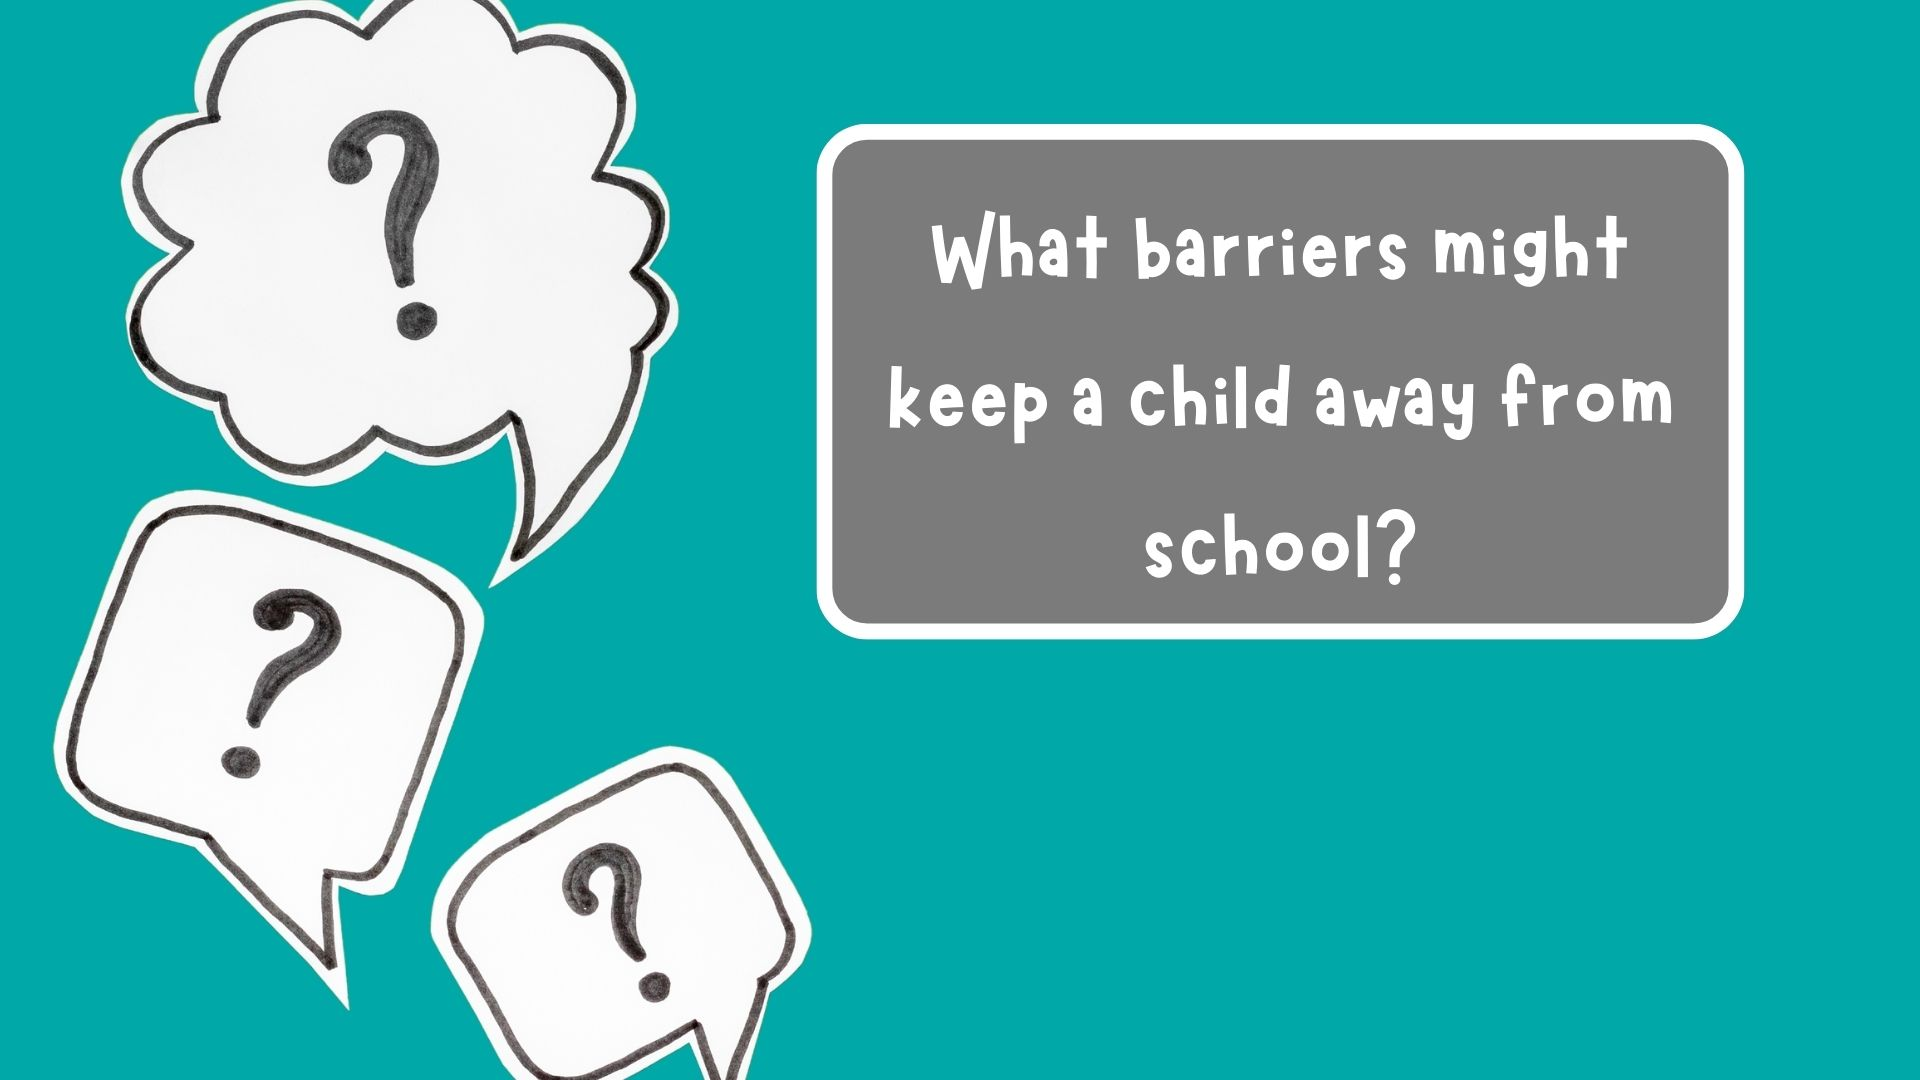 ?
What barriers might
keep a child away from
school?
?
?